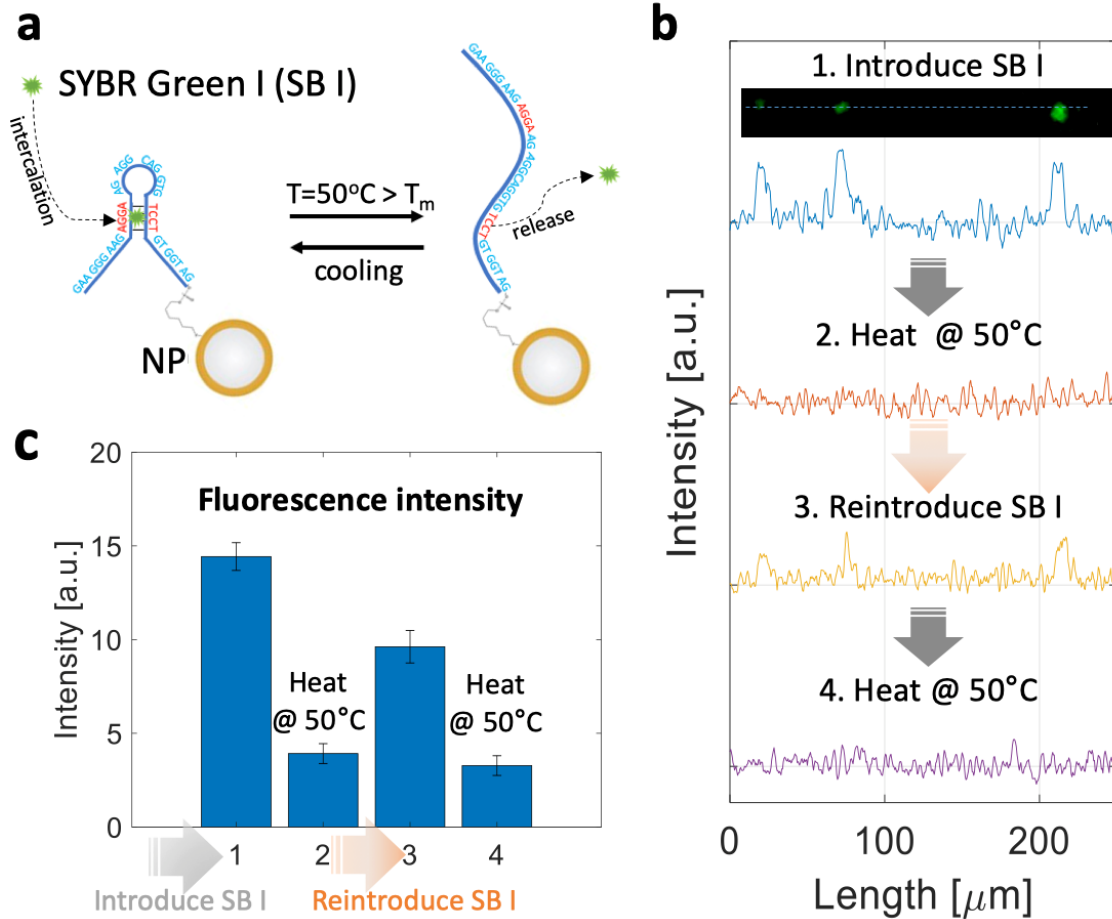 a
SYBR Green I (SB I)
intercalation
GAA GGG AAG
AGGA
AG AGG CAG GTG
TCCT
GT GGT AG
NP
T=50°C > Tm
cooling
GAA GGG AAG AGGA AG AGGCAGGTG TCCT GT GGT AG
release
b
1. Introduce SB I
2. Heat @ 50°C
3. Reintroduce SB I
4. Heat @ 50°C
Intensity [a.u.]
0 100 200
Length [μm]
c
Fluorescence intensity
Intensity [a.u.]
20
15
10
5
0
Heat
@ 50°C
Heat
@ 50°C
1 2 3 4
Introduce SB I
Reintroduce SB I